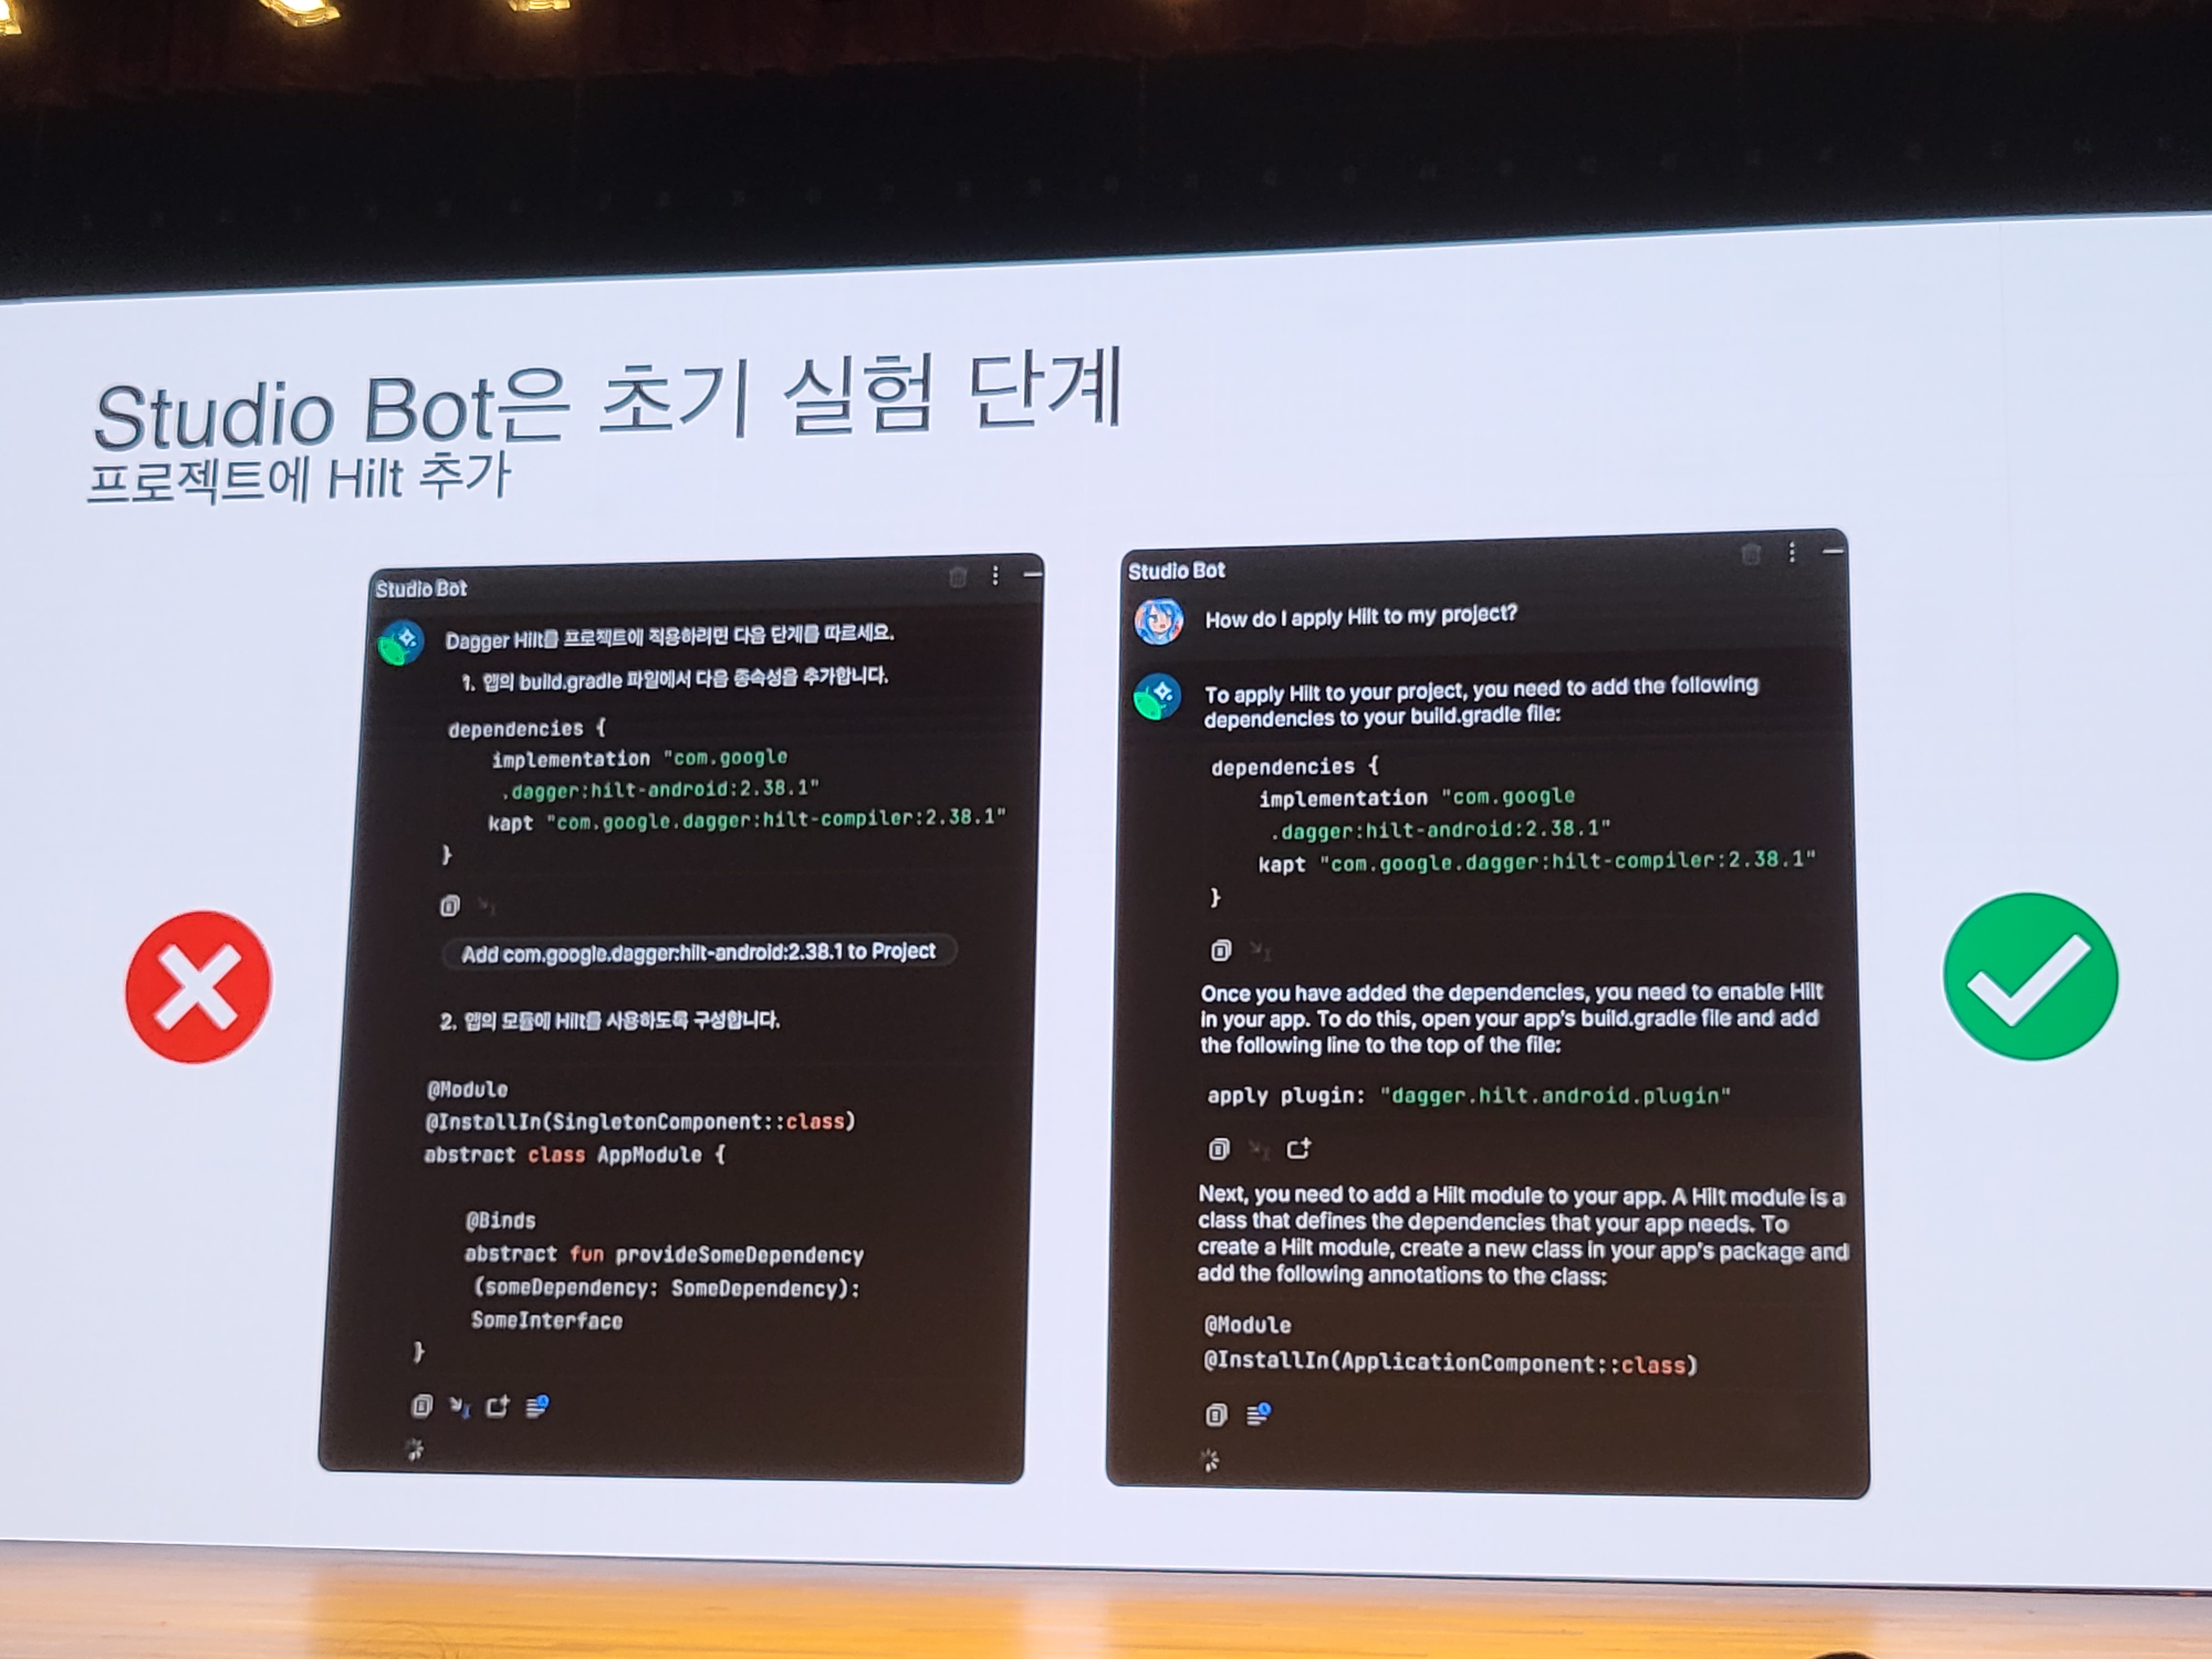 Studio Bot은 초기 실험 단계
프로젝트에 Hilt 추가
Studio Bot
Dagger Hilt를 프로젝트에 적용하려면 다음 단계를 따르세요.
1. 앱의 build.gradle 파일에서 다음 종속성을 추가합니다.
dependencies {
implementation "com.google
.dagger:hilt-android:2.38.1"
kapt "com.google.dagger:hilt-compiler:2.38.1"
}
Add com.google.dagger:hilt-android:2.38.1 to Project
2. 앱의 모듈에 Hilt를 사용하도록 구성합니다.
@Module
@InstallIn(SingletonComponent::class)
abstract class AppModule {
@Binds
abstract fun provideSomeDependency
(someDependency: SomeDependency):
SomeInterface
}
Studio Bot
How do I apply Hilt to my project?
To apply Hilt to your project, you need to add the following
dependencies to your build.gradle file:
dependencies {
implementation "com.google
.dagger:hilt-android:2.38.1"
kapt "com.google.dagger:hilt-compiler:2.38.1"
}
Once you have added the dependencies, you need to enable Hilt
in your app. To do this, open your app's build.gradle file and add
the following line to the top of the file:
apply plugin: "dagger.hilt.android.plugin"
Next, you need to add a Hilt module to your app. A Hilt module is a
class that defines the dependencies that your app needs. To
create a Hilt module, create a new class in your app's package and
add the following annotations to the class:
@Module
@InstallIn(ApplicationComponent::class)